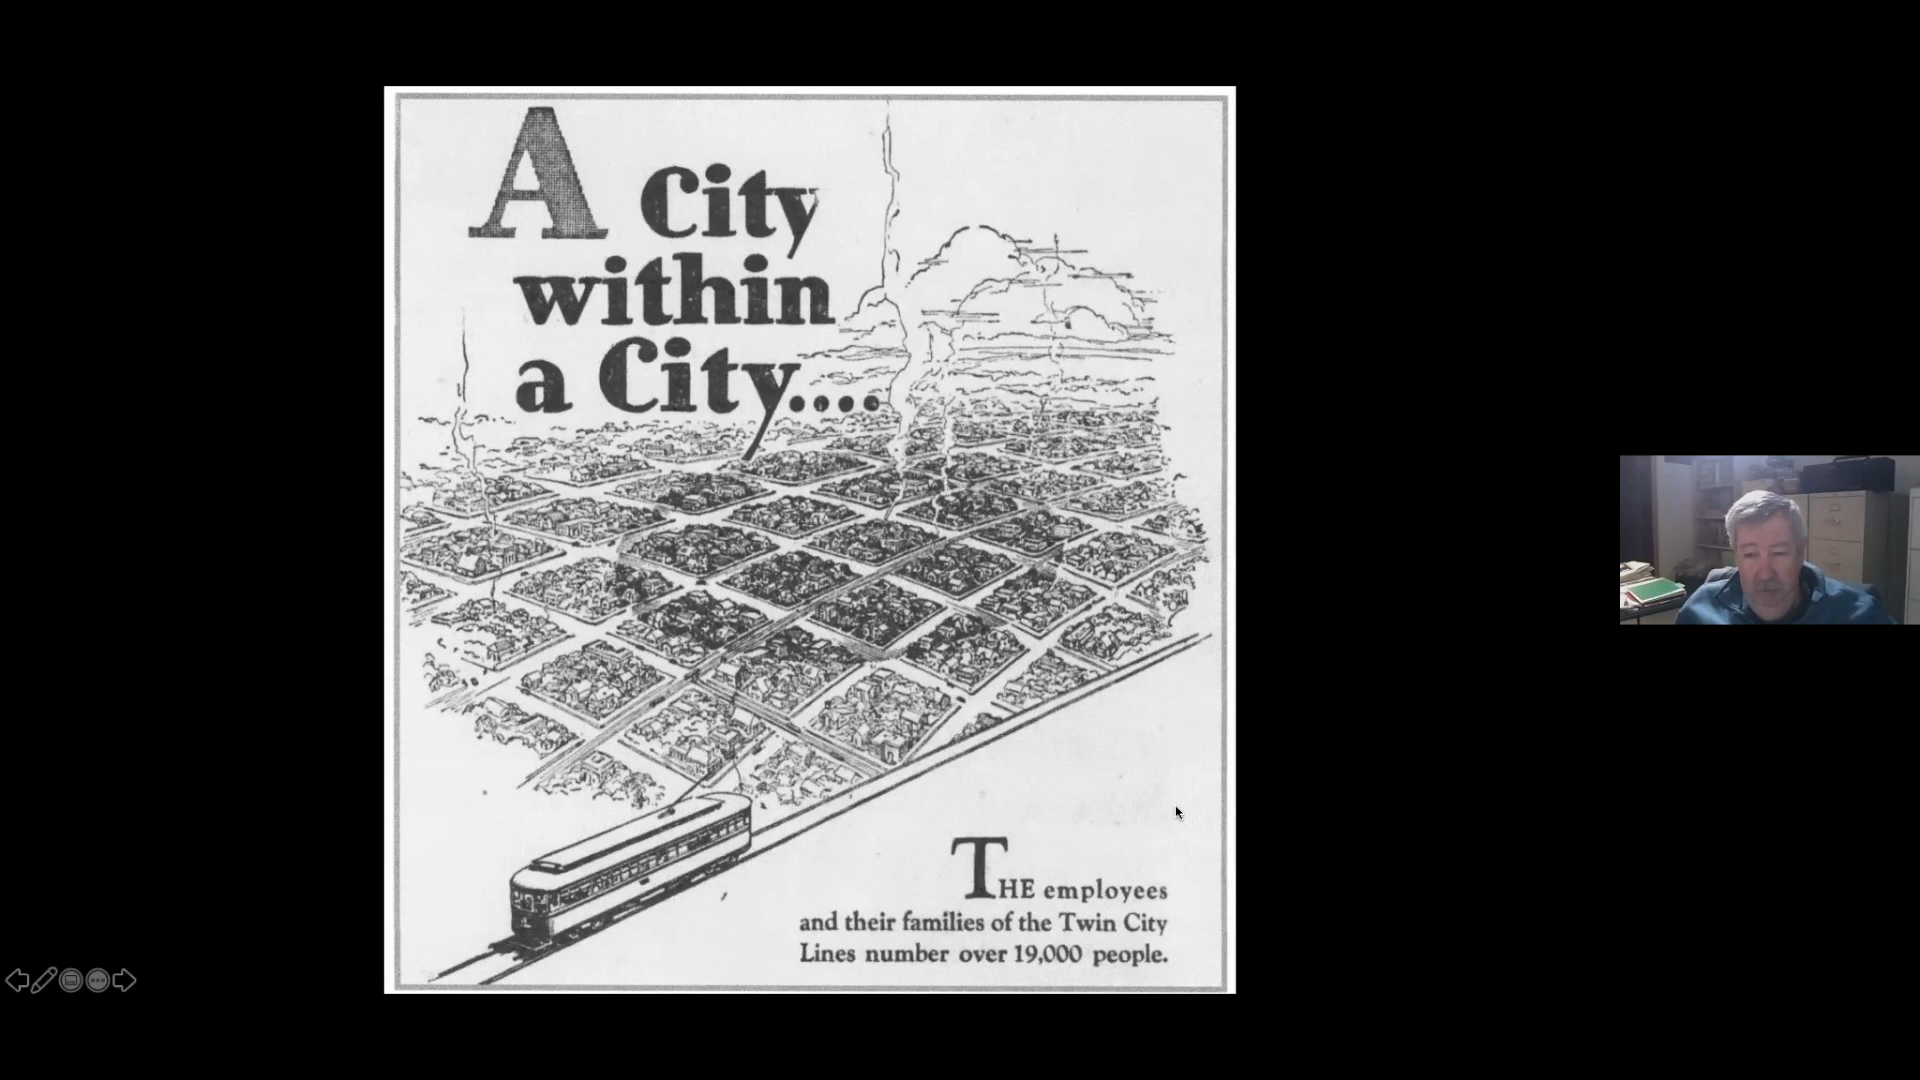 A City
within
a City....
THE employees
and their families of the Twin City
Lines number over 19,000 people.